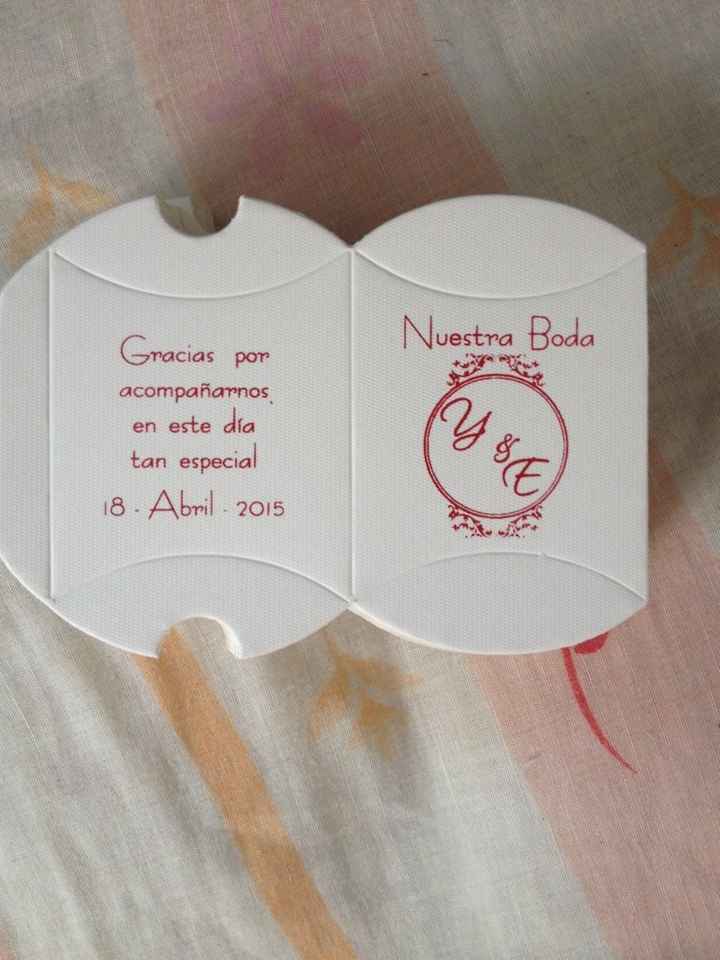 Gracias por
acompañarnos
en este día
tan especial
18 - Abril - 2015
Nuestra Boda
Y & E